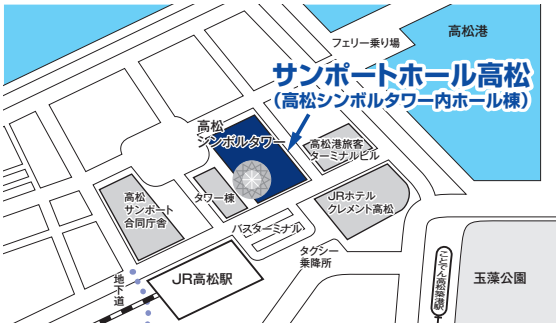 フェリー乗り場
高松港
サンポートホール高松
（高松シンボルタワー内ホール棟）
高松
シンボルタワー
高松港旅客
ターミナルビル
高松
サンポート
合同庁舎
タワー棟
JRホテル
クレメント高松
バスターミナル
タクシー
乗降所
地下道
JR高松駅
ことでん高松築港駅
玉藻公園